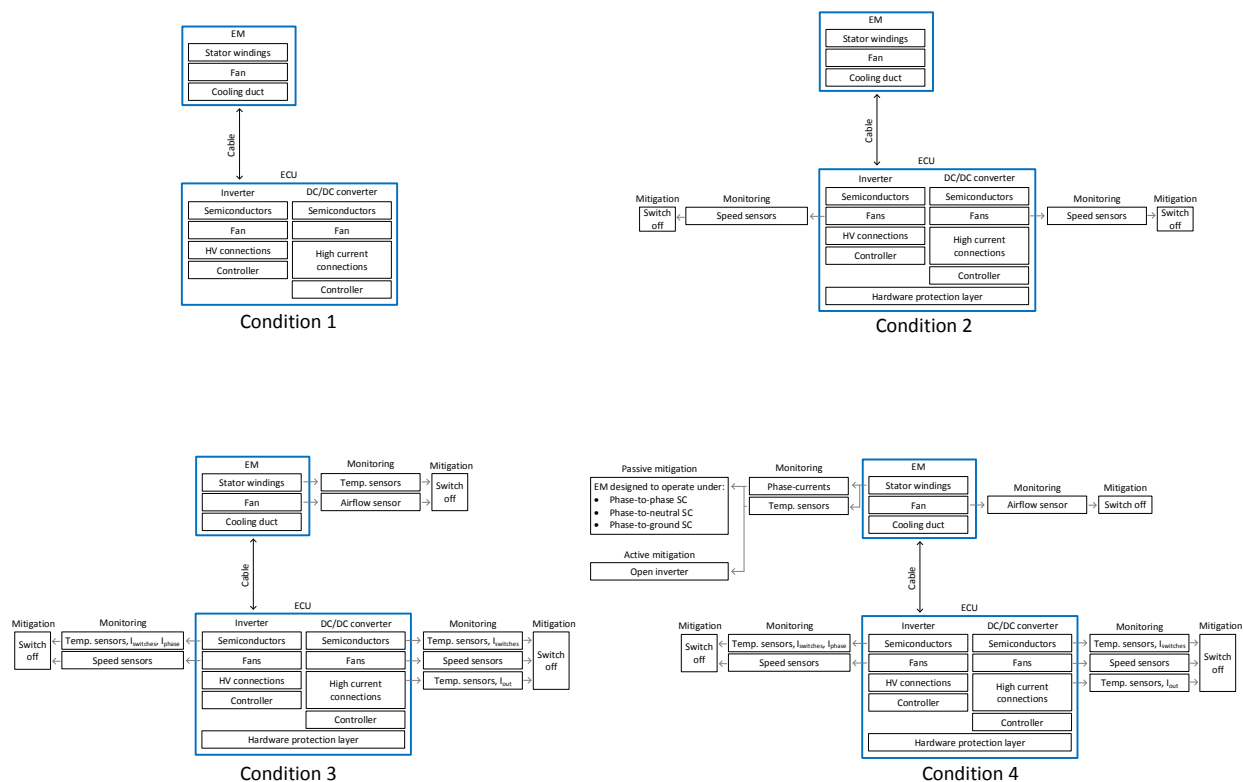 EM
Stator windings
Fan
Cooling duct
Cable
ECU
Inverter
DC/DC converter
Semiconductors
Semiconductors
Fan
Fan
HV connections
High current
connections
Controller
Controller
Condition 1
EM
Stator windings
Fan
Cooling duct
Cable
ECU
Inverter
DC/DC converter
Mitigation
Monitoring
Semiconductors
Semiconductors
Monitoring
Mitigation
Switch
off
Speed sensors
Fans
Fans
Speed sensors
Switch
off
HV connections
High current
connections
Controller
Controller
Hardware protection layer
Condition 2
EM
Monitoring
Mitigation
Stator windings
Temp. sensors
Switch
off
Fan
Airflow sensor
Cooling duct
Cable
ECU
Mitigation
Monitoring
Inverter
DC/DC converter
Monitoring
Mitigation
Switch
off
Temp. sensors, Iswitches, Iphase
Semiconductors
Semiconductors
Temp. sensors, Iswitches
Switch
off
Speed sensors
Fans
Fans
Speed sensors
HV connections
High current
connections
Temp. sensors, Iout
Controller
Controller
Hardware protection layer
Condition 3
Passive mitigation
Monitoring
EM
EM designed to operate under:
• Phase-to-phase SC
• Phase-to-neutral SC
• Phase-to-ground SC
Phase-currents
Temp. sensors
Stator windings
Fan
Cooling duct
Monitoring
Mitigation
Airflow sensor
Switch off
Active mitigation
Open inverter
Cable
ECU
Mitigation
Monitoring
Inverter
DC/DC converter
Monitoring
Mitigation
Switch
off
Temp. sensors, Iswitches, Iphase
Semiconductors
Semiconductors
Temp. sensors, Iswitches
Switch
off
Speed sensors
Fans
Fans
Speed sensors
HV connections
High current
connections
Temp. sensors, Iout
Controller
Controller
Hardware protection layer
Condition 4